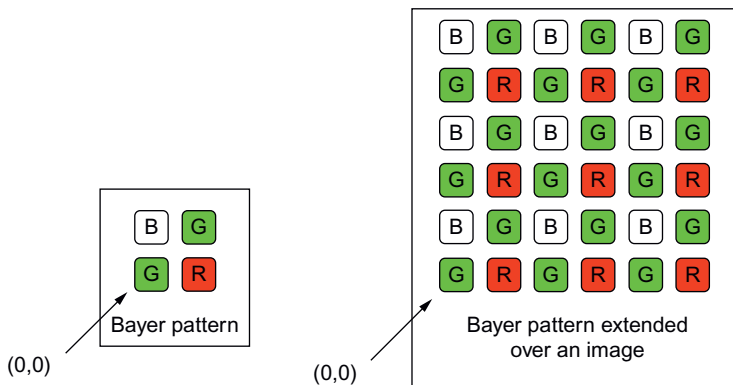 B G
G R
Bayer pattern
(0,0)
B G B G B G
G R G R G R
B G B G B G
G R G R G R
B G B G B G
G R G R G R
Bayer pattern extended
over an image
(0,0)